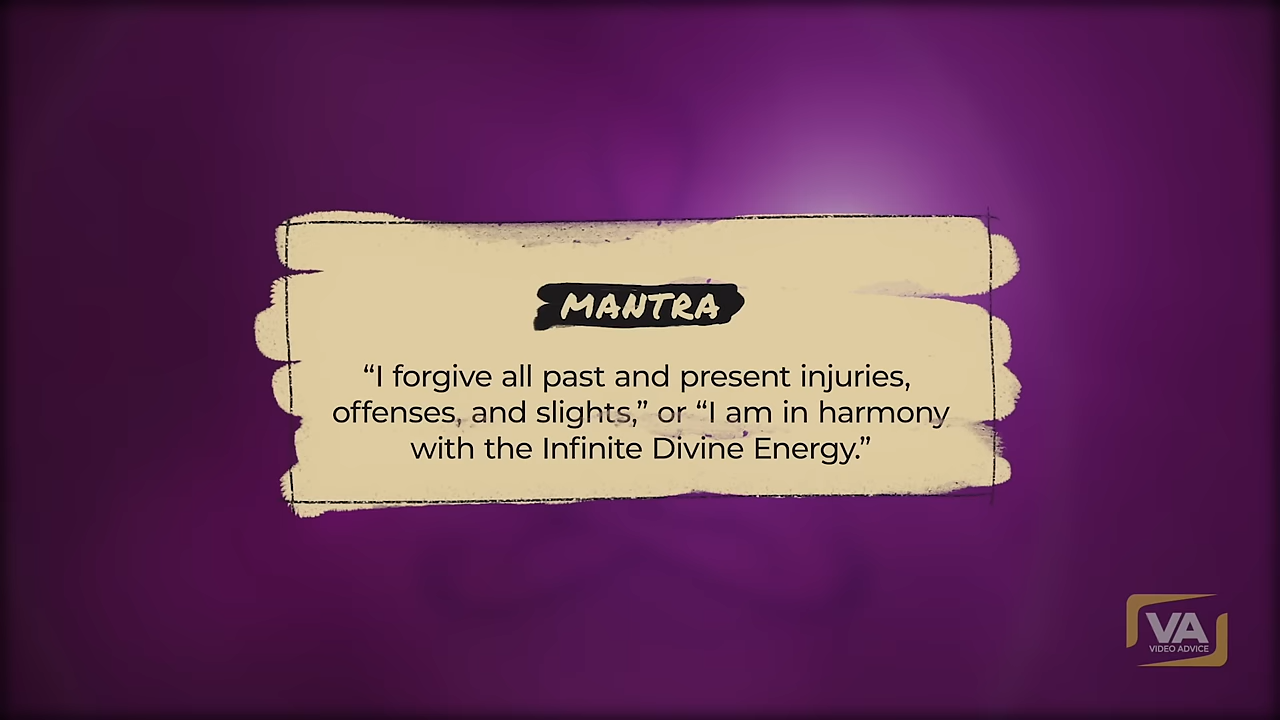 MANTRA
“I forgive all past and present injuries,
offenses, and slights,” or “I am in harmony
with the Infinite Divine Energy.”
VA
VIDEO ADVICE